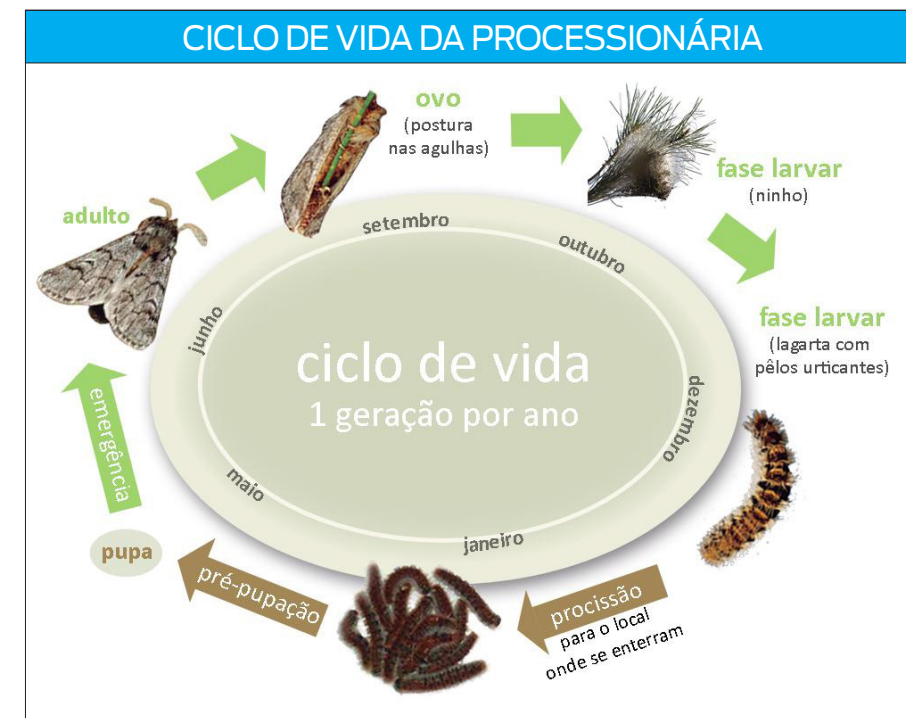 CICLO DE VIDA DA PROCESSIONÁRIA
ovo
(postura
nas agulhas)
fase larvar
(ninho)
adulto
setembro
outubro
fase larvar
(lagarta com
pêlos urticantes)
junho
ciclo de vida
1 geração por ano
dezembro
emergência
maio
janeiro
pupa
pré-pupação
procissão
para o local
onde se enterram